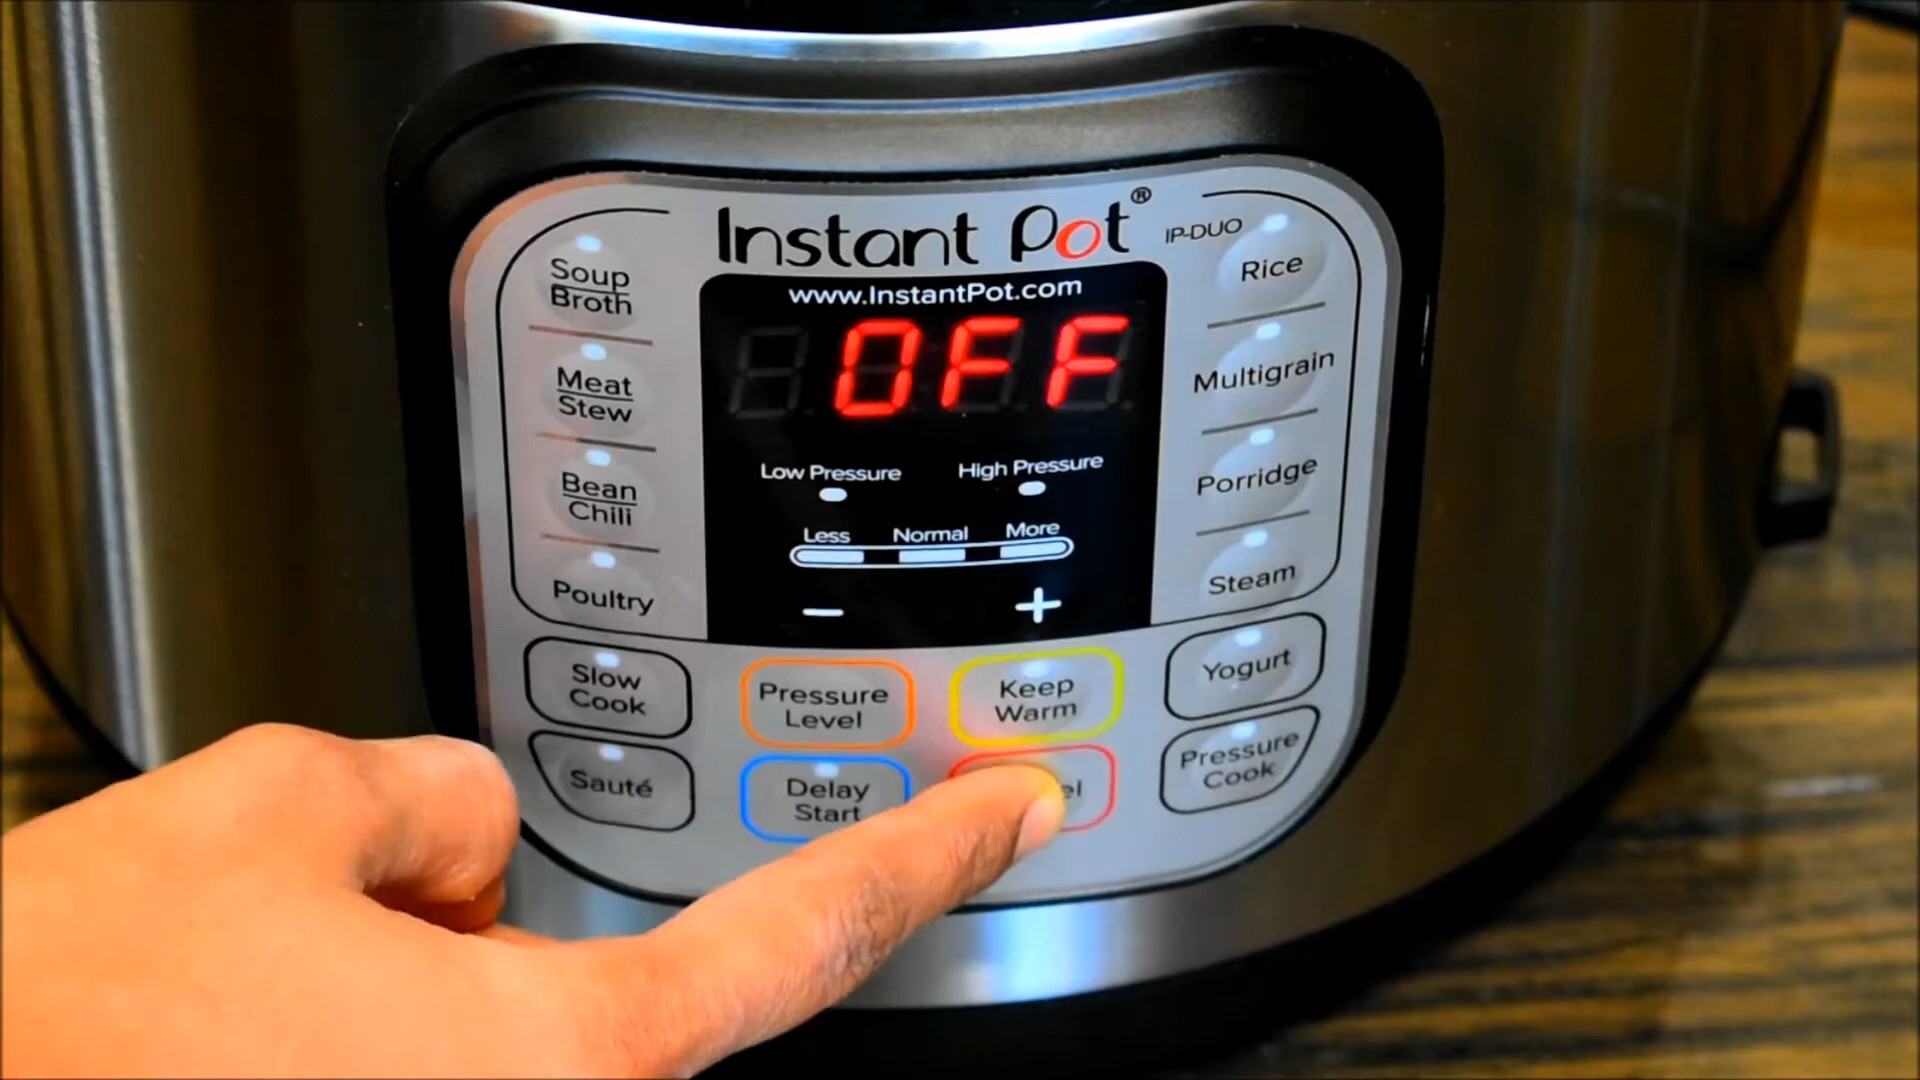 Instant Pot®
IP-DUO
www.InstantPot.com
OFF
Low Pressure
High Pressure
Less
Normal
More
−
+
Soup
Broth
Meat
Stew
Bean
Chili
Poultry
Rice
Multigrain
Porridge
Steam
Slow
Cook
Pressure
Level
Keep
Warm
Yogurt
Sauté
Delay
Start
Pressure
Cook